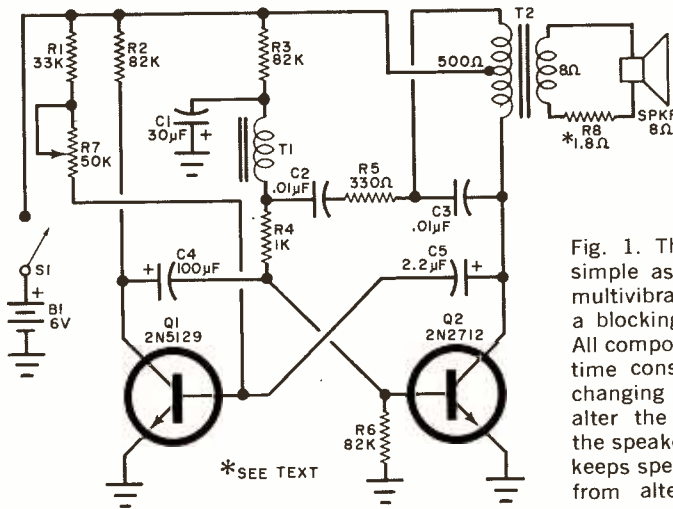 R1
33K
R2
82K
R3
82K
T2
500Ω
8Ω
SPKR
8Ω
R8
*1.8Ω
C1
30µF
+
T1
R7
50K
C2
.01µF
R5
330Ω
C3
.01µF
R4
1K
S1
+
B1
6V
+
C4
100µF
C5
2.2µF
+
Q1
2N5129
Q2
2N2712
R6
82K
*SEE TEXT
Fig. 1. Th
simple as
multivibra
a blocking
All compo
time cons
changing
alter the
the speake
keeps spe
from alte